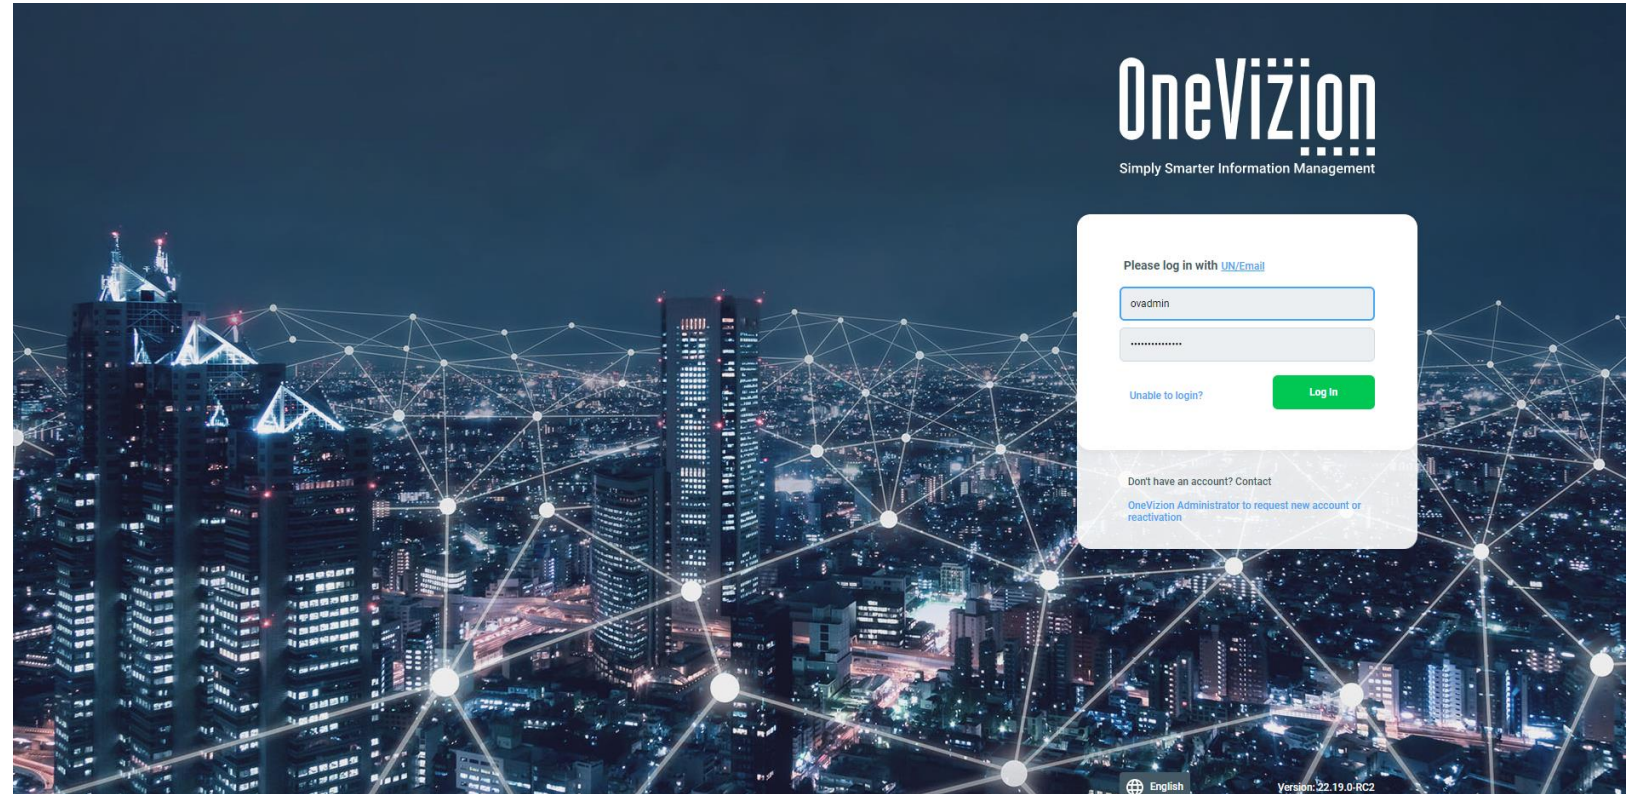 OneVizion
Simply Smarter Information Management
Please log in with UN/Email
ovadmin
•••••••••••••••
Unable to login?
Log In
Don't have an account? Contact
OneVizion Administrator to request new account or
reactivation
English
Version: 22.19.0-RC2